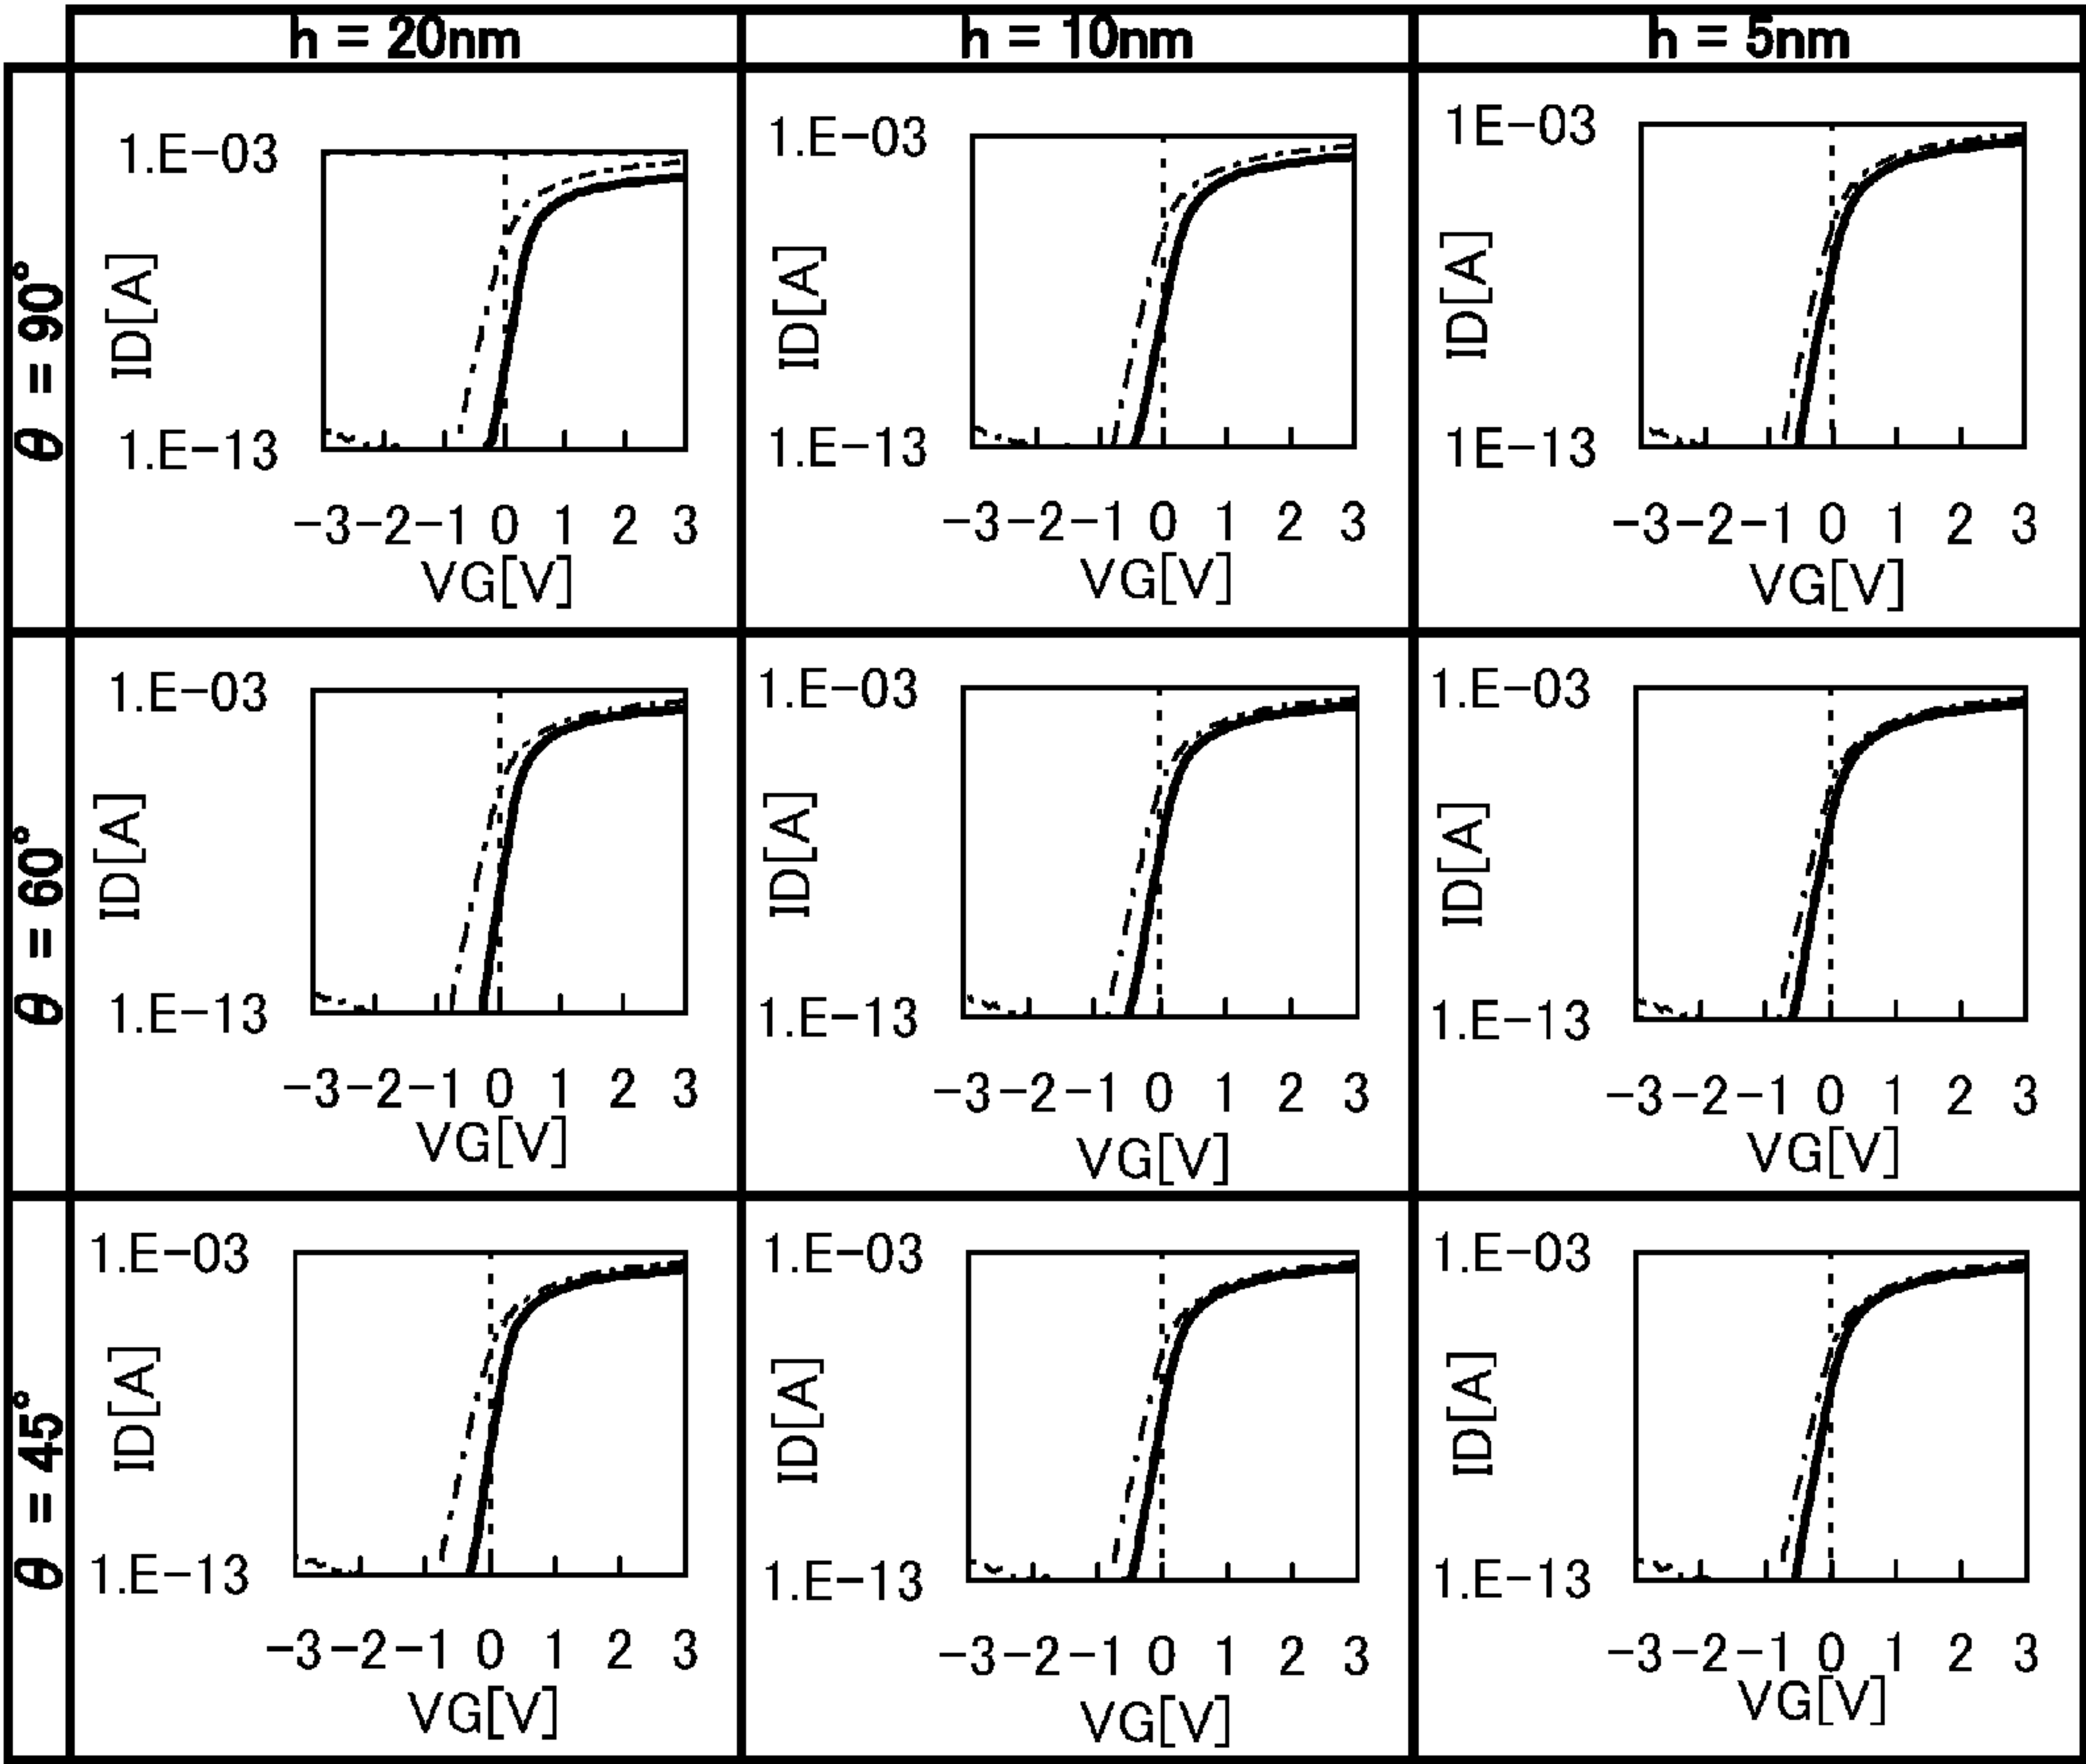 h = 20nm
h = 10nm
h = 5nm
θ = 90°
1.E-03
ID[A]
1.E-13
-3-2-1 0 1 2 3
VG[V]
1.E-03
ID[A]
1.E-13
-3-2-1 0 1 2 3
VG[V]
1E-03
ID[A]
1E-13
-3-2-1 0 1 2 3
VG[V]
θ = 60°
1.E-03
ID[A]
1.E-13
-3-2-1 0 1 2 3
VG[V]
1.E-03
ID[A]
1.E-13
-3-2-1 0 1 2 3
VG[V]
1.E-03
ID[A]
1.E-13
-3-2-1 0 1 2 3
VG[V]
θ = 45°
1.E-03
ID[A]
1.E-13
-3-2-1 0 1 2 3
VG[V]
1.E-03
ID[A]
1.E-13
-3-2-1 0 1 2 3
VG[V]
1.E-03
ID[A]
1.E-13
-3-2-1 0 1 2 3
VG[V]